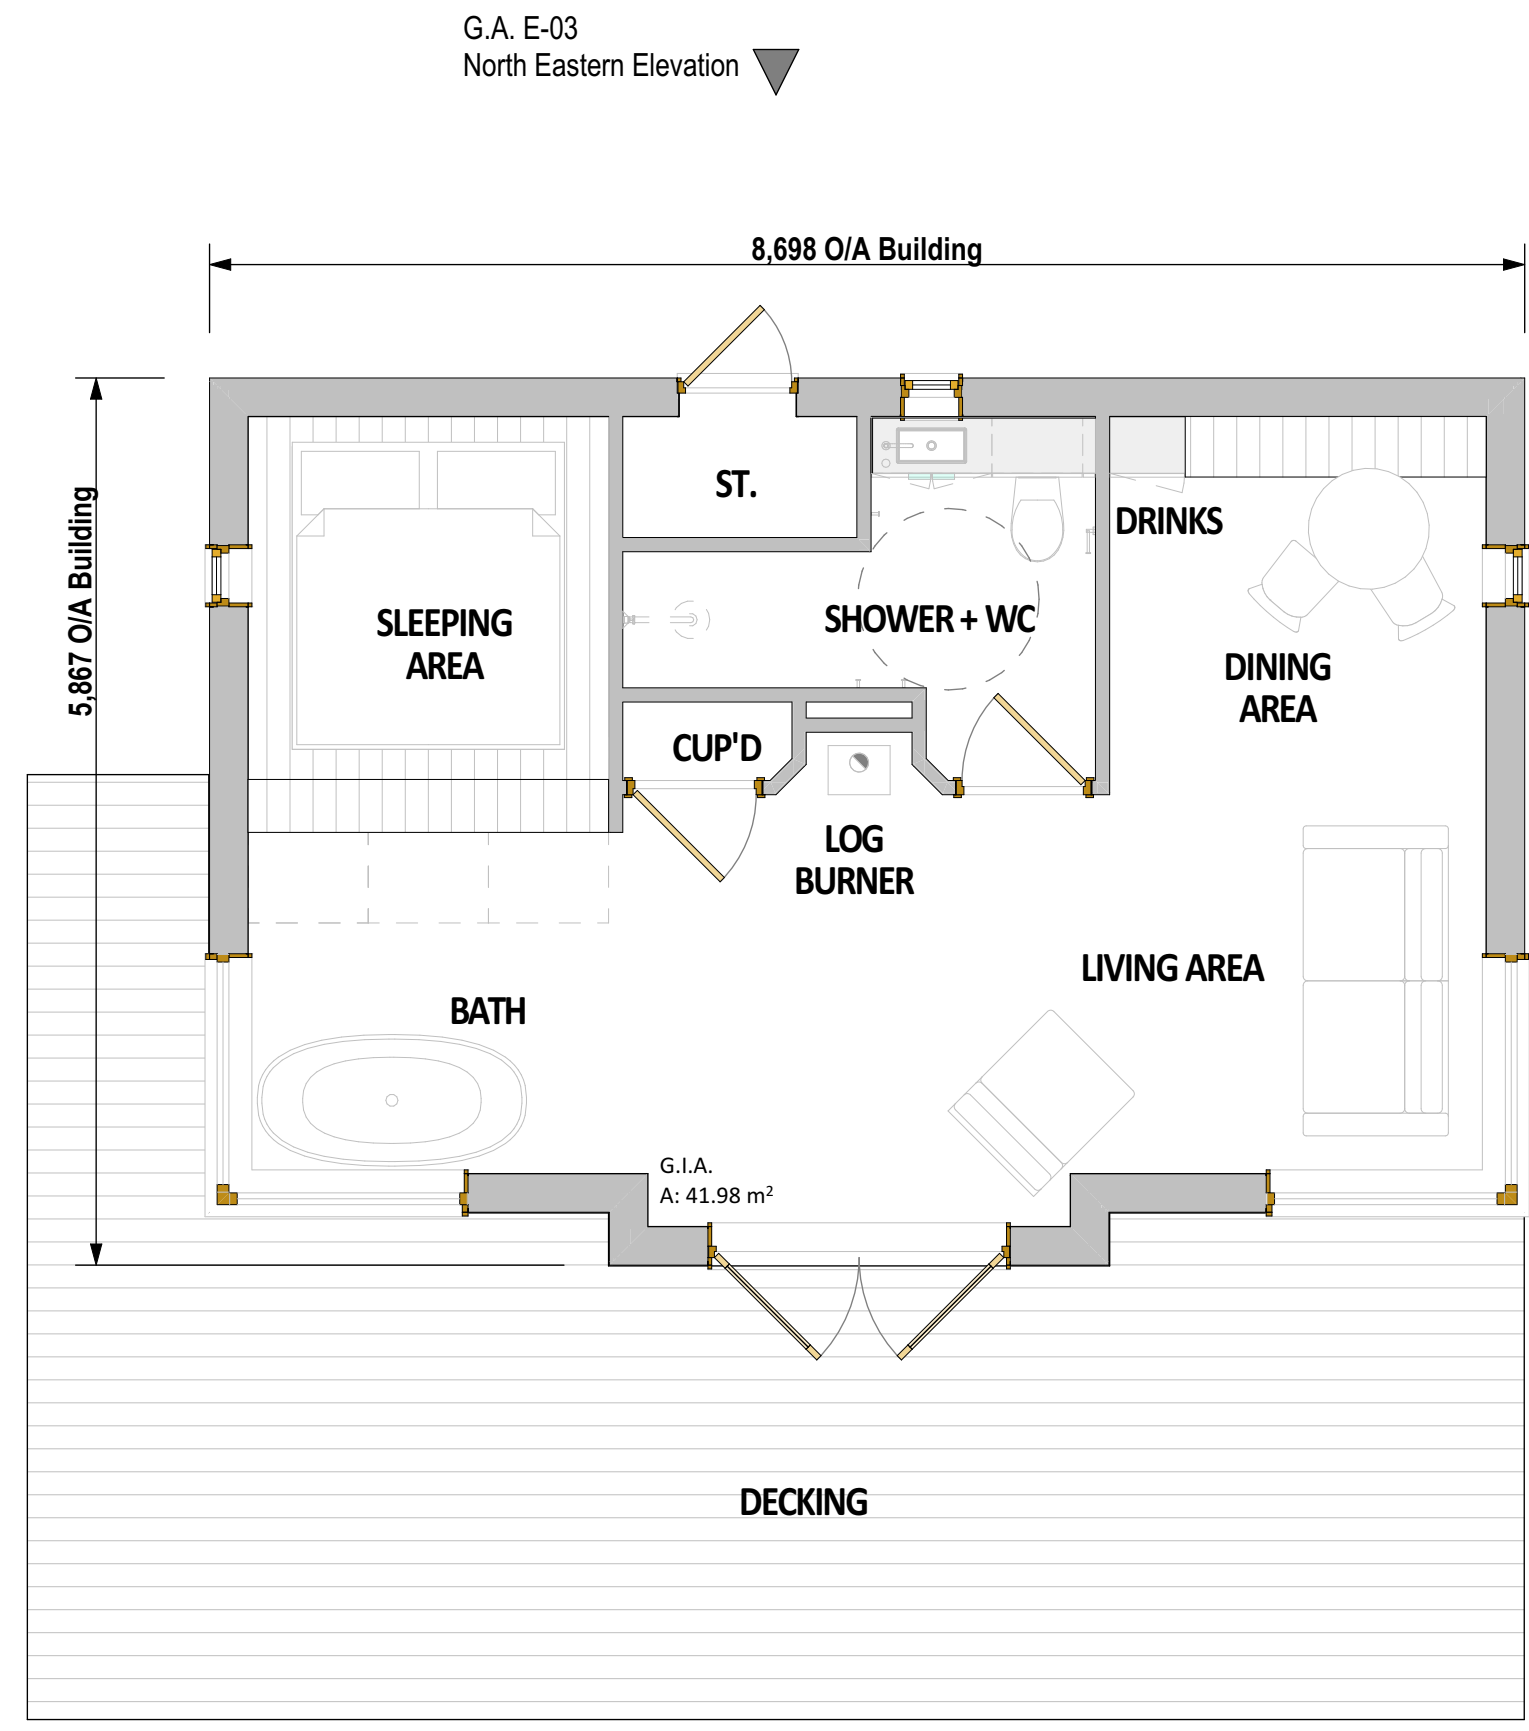 G.A. E-03
North Eastern Elevation
8,698 O/A Building
5,867 O/A Building
ST.
DRINKS
SLEEPING
AREA
SHOWER + WC
DINING
AREA
CUP'D
LOG
BURNER
LIVING AREA
BATH
G.I.A.
A: 41.98 m²
DECKING